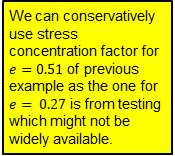 We can conservatively
use stress
concentration factor for
e = 0.51 of previous
example as the one for
e = 0.27 is from testing
which might not be
widely available.